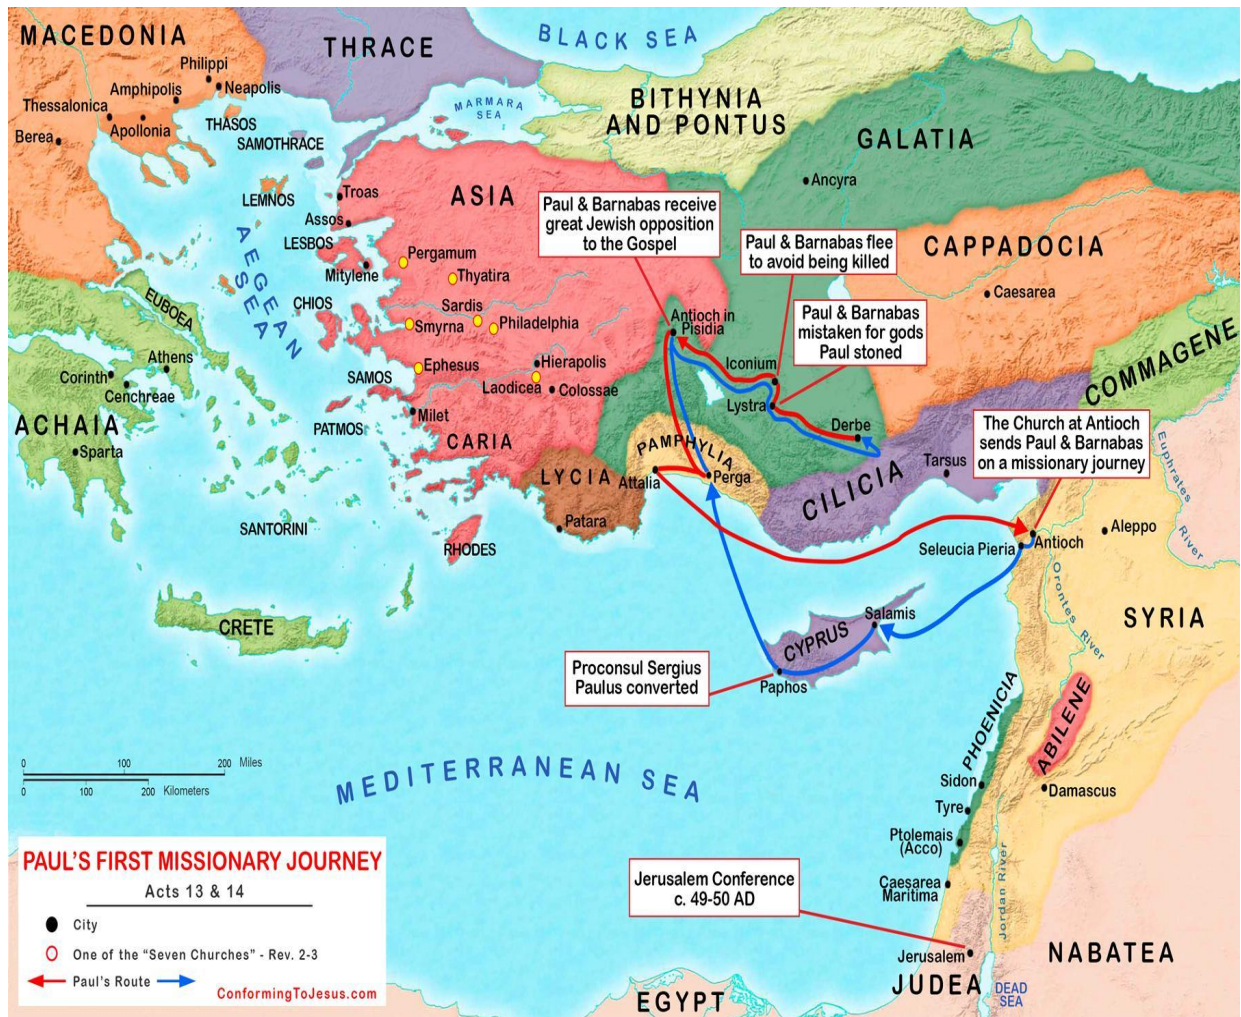 MACEDONIA
THRACE
BLACK SEA
Philippi
Neapolis
Amphipolis
Thessalonica
Apollonia
Berea
THASOS
SAMOTHRACE
MARMARA
SEA
BITHYNIA
AND PONTUS
GALATIA
Ancyra
LEMNOS
Troas
Assos
ASIA
LESBOS
Mitylene
Pergamum
Thyatira
AEGEAN
SEA
Paul & Barnabas receive
great Jewish opposition
to the Gospel
Paul & Barnabas flee
to avoid being killed
Paul & Barnabas
mistaken for gods
Paul stoned
CAPPADOCIA
Caesarea
COMMAGENE
EUBOEA
CHIOS
Sardis
Smyrna
Philadelphia
Antioch in
Pisidia
Athens
Corinth
Cenchreae
ACHAIA
Sparta
SAMOS
Ephesus
Hierapolis
Laodicea
Colossae
Iconium
Lystra
Derbe
PATMOS
Milet
CARIA
LYCIA
PAMPHYLIA
Attalia
Perga
Patara
CILICIA
Tarsus
The Church at Antioch
sends Paul & Barnabas
on a missionary journey
Euphrates
River
SANTORINI
RHODES
Seleucia Pieria
Antioch
Aleppo
Orontes River
SYRIA
CRETE
Salamis
CYPRUS
Paphos
Proconsul Sergius
Paulus converted
PHOENICIA
ABILENE
Sidon
Tyre
Damascus
Ptolemais
(Acco)
Caesarea
Maritima
Jordan River
MEDITERRANEAN SEA
0 100 200 Miles
0 100 200 Kilometers
Jerusalem Conference
c. 49-50 AD
Jerusalem
JUDEA
DEAD
SEA
NABATEA
EGYPT
PAUL'S FIRST MISSIONARY JOURNEY
Acts 13 & 14
City
One of the “Seven Churches” - Rev. 2-3
Paul's Route
ConformingToJesus.com